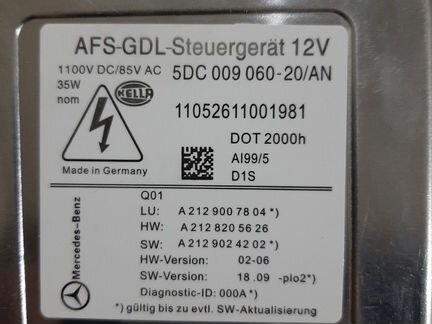 AFS-GDL-Steuergerät 12V
1100V DC/85V AC 5DC 009 060-20/AN
35W
nom
HELLA
11052611001981
DOT 2000h
AI99/5
D1S
Made in Germany
Mercedes-Benz
Q01
LU: A 212 900 78 04 *)
HW: A 212 820 56 26
SW: A 212 902 42 02 *)
HW-Version: 02-06
SW-Version: 18.09 -plo2*)
Diagnostic-ID: 000A*)
*) gültig bis zu evtl. SW-Aktualisierung